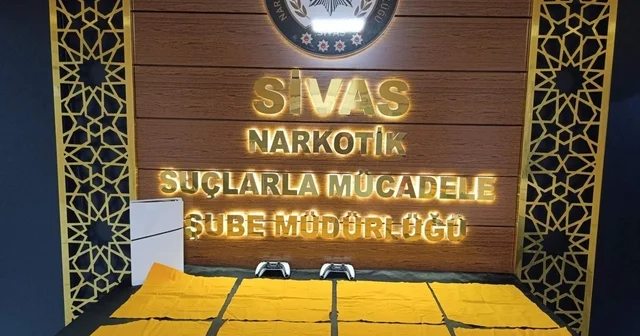 SİVAS
NARKOTİK
SUÇLARLA MÜCADELE
ŞUBE MÜDÜRLÜĞÜ